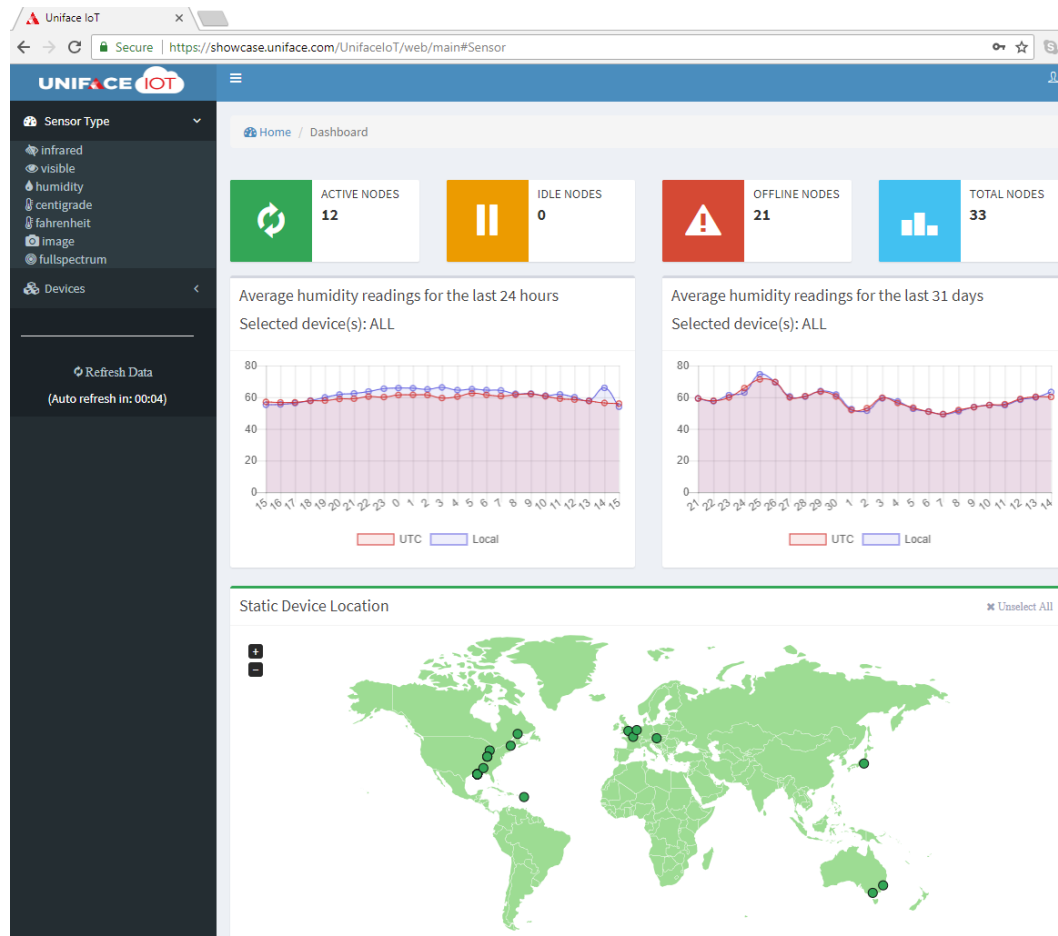 Uniface IoT
Secure https://showcase.uniface.com/UnifaceIoT/web/main#Sensor
UNIFACE IOT
Sensor Type
infrared
visible
humidity
centigrade
fahrenheit
image
fullspectrum
Devices
Refresh Data
(Auto refresh in: 00:04)
Home / Dashboard
ACTIVE NODES
12
IDLE NODES
0
OFFLINE NODES
21
TOTAL NODES
33
Average humidity readings for the last 24 hours
Selected device(s): ALL
80
60
40
20
0
15 16 17 18 19 20 21 22 23 0 1 2 3 4 5 6 7 8 9 10 11 12 13 14 15
UTC Local
Average humidity readings for the last 31 days
Selected device(s): ALL
80
60
40
20
0
21 22 23 24 25 26 27 28 29 30 1 2 3 4 5 6 7 8 9 10 11 12 13 14
UTC Local
Static Device Location
Unselect All
+
−